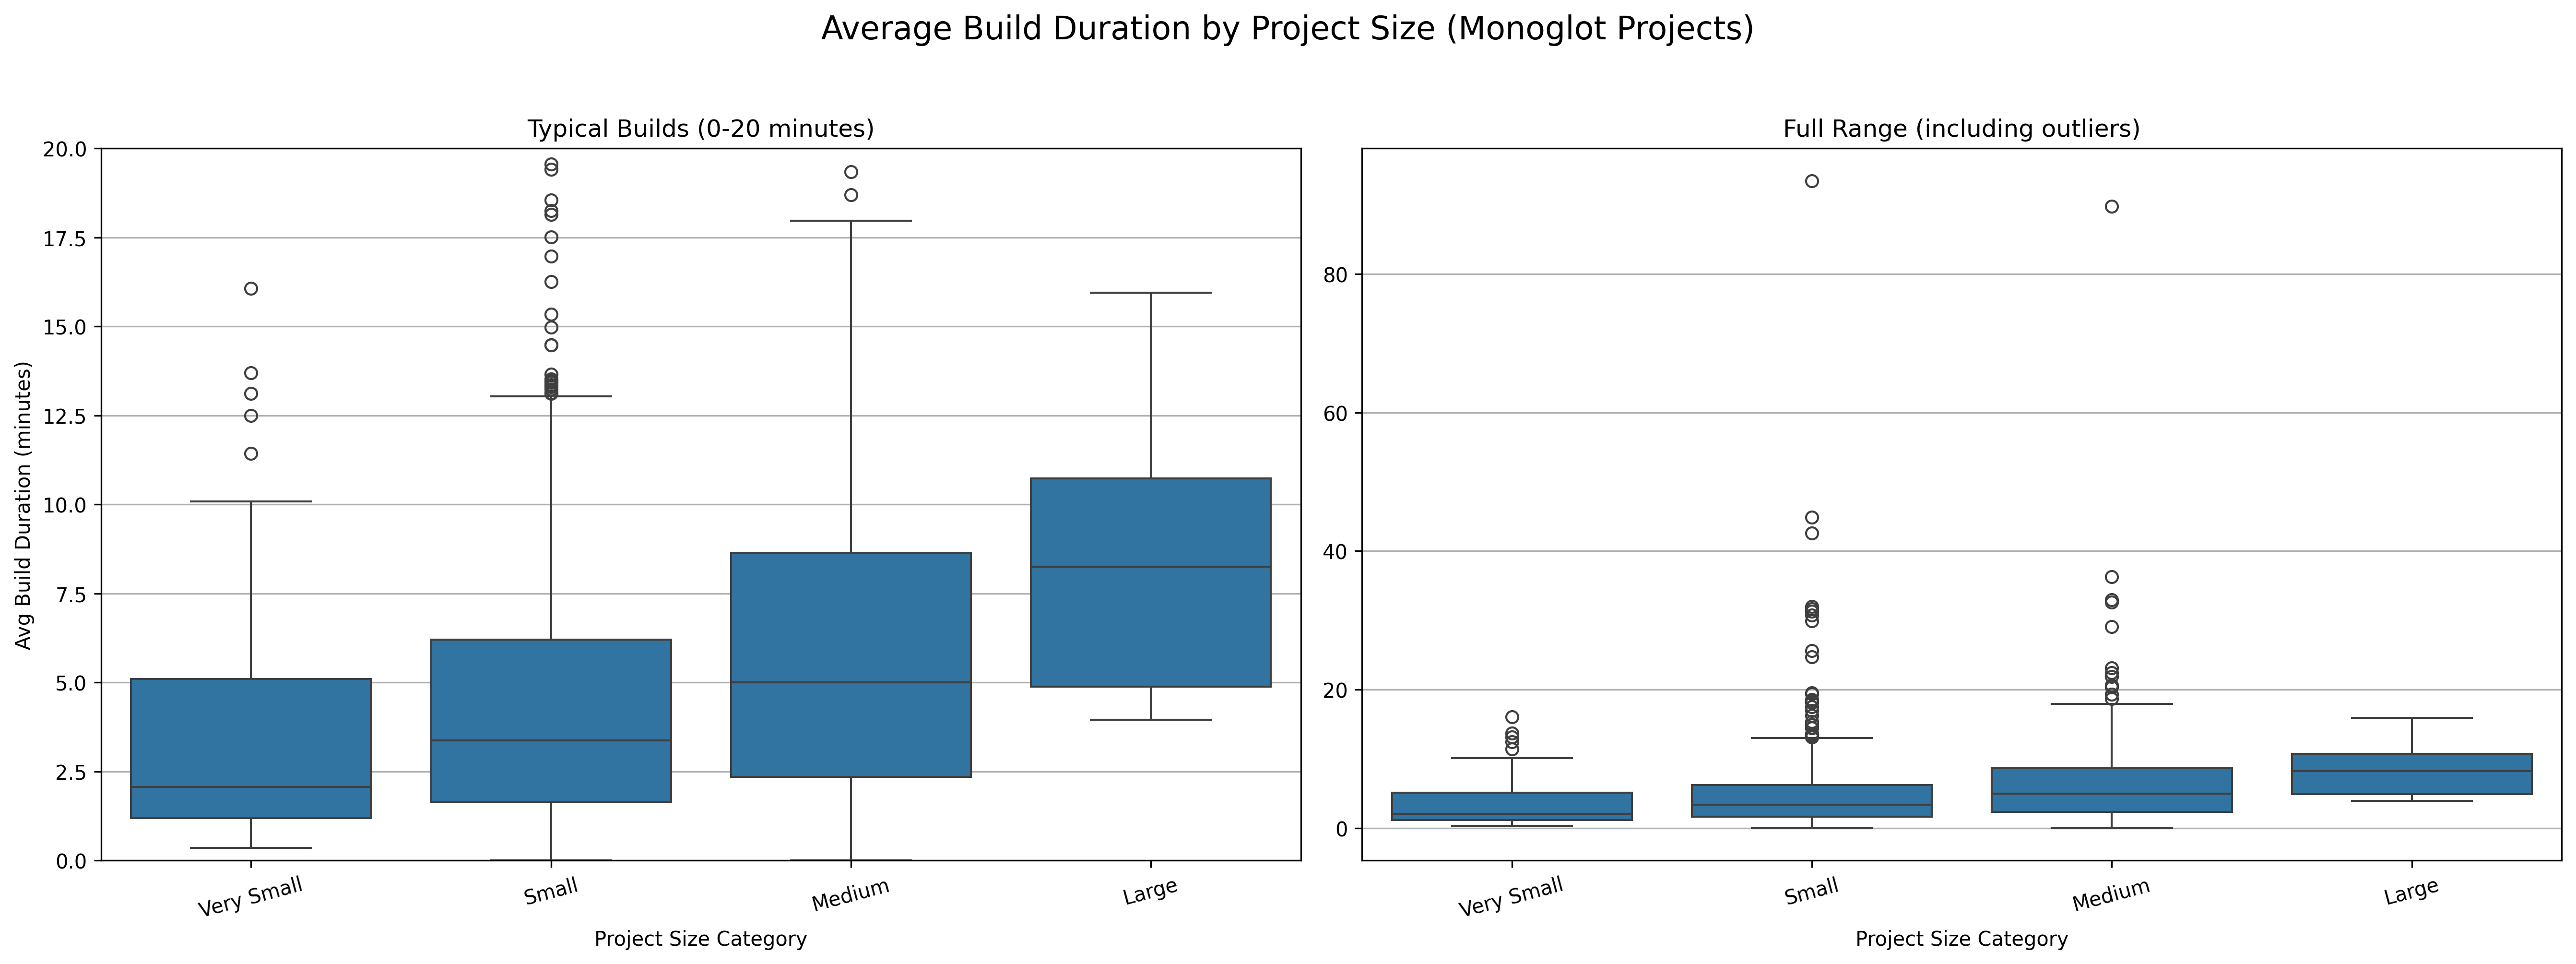 Average Build Duration by Project Size (Monoglot Projects)
Typical Builds (0-20 minutes)
20.0
17.5
15.0
12.5
10.0
7.5
5.0
2.5
0.0
Avg Build Duration (minutes)
Very Small
Small
Medium
Large
Project Size Category
Full Range (including outliers)
80
60
40
20
0
Very Small
Small
Medium
Large
Project Size Category